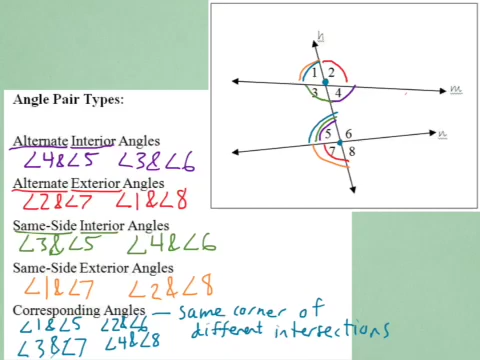 h
1 2
3 4
m
5 6
n
7 8
Angle Pair Types:
Alternate Interior Angles
∠4&∠5 ∠3&∠6
Alternate Exterior Angles
∠2&∠7 ∠1&∠8
Same-Side Interior Angles
∠3&∠5 ∠4&∠6
Same-Side Exterior Angles
∠1&∠7 ∠2&∠8
Corresponding Angles — same corner of
∠1&∠5 ∠2&∠6 different intersections
∠3&∠7 ∠4&∠8